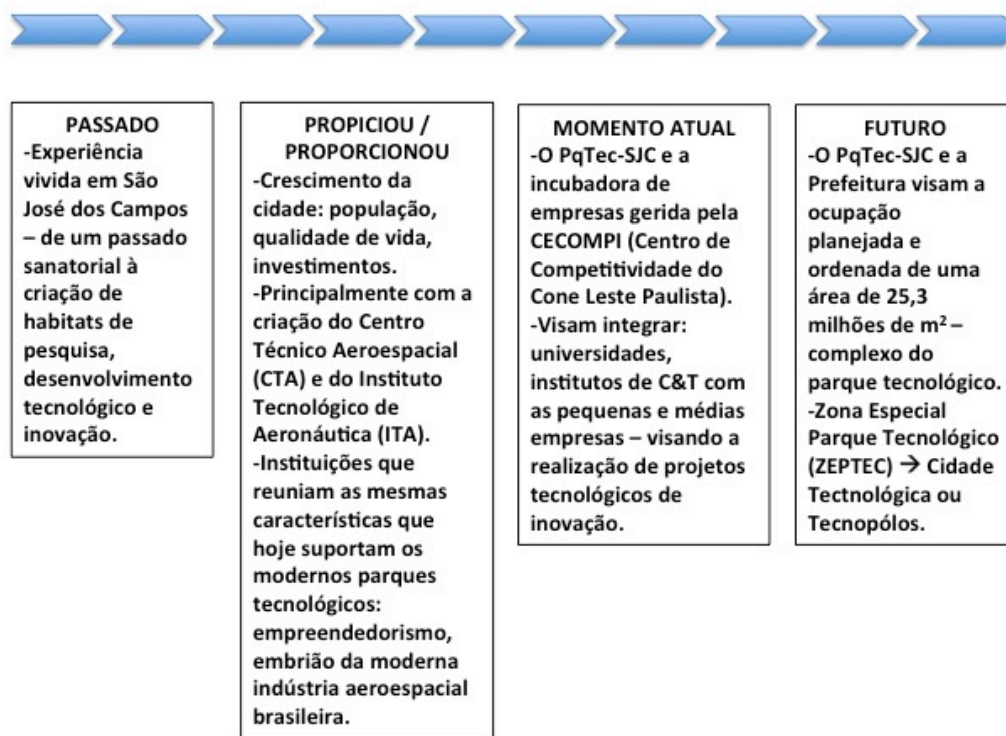 PASSADO
-Experiência
vivida em São
José dos Campos
– de um passado
sanatorial à
criação de
habitats de
pesquisa,
desenvolvimento
tecnológico e
inovação.
PROPICIOU /
PROPORCIONOU
-Crescimento da
cidade: população,
qualidade de vida,
investimentos.
-Principalmente com a
criação do Centro
Técnico Aeroespacial
(CTA) e do Instituto
Tecnológico de
Aeronáutica (ITA).
-Instituições que
reuniam as mesmas
características que
hoje suportam os
modernos parques
tecnológicos:
empreendedorismo,
embrião da moderna
indústria aeroespacial
brasileira.
MOMENTO ATUAL
-O PqTec-SJC e a
incubadora de
empresas gerida pela
CECOMPI (Centro de
Competitividade do
Cone Leste Paulista).
-Visam integrar:
universidades,
institutos de C&T com
as pequenas e médias
empresas – visando a
realização de projetos
tecnológicos de
inovação.
FUTURO
-O PqTec-SJC e a
Prefeitura visam a
ocupação
planejada e
ordenada de uma
área de 25,3
milhões de m² –
complexo do
parque tecnológico.
-Zona Especial
Parque Tecnológico
(ZEPTEC) → Cidade
Tectnológica ou
Tecnopólos.